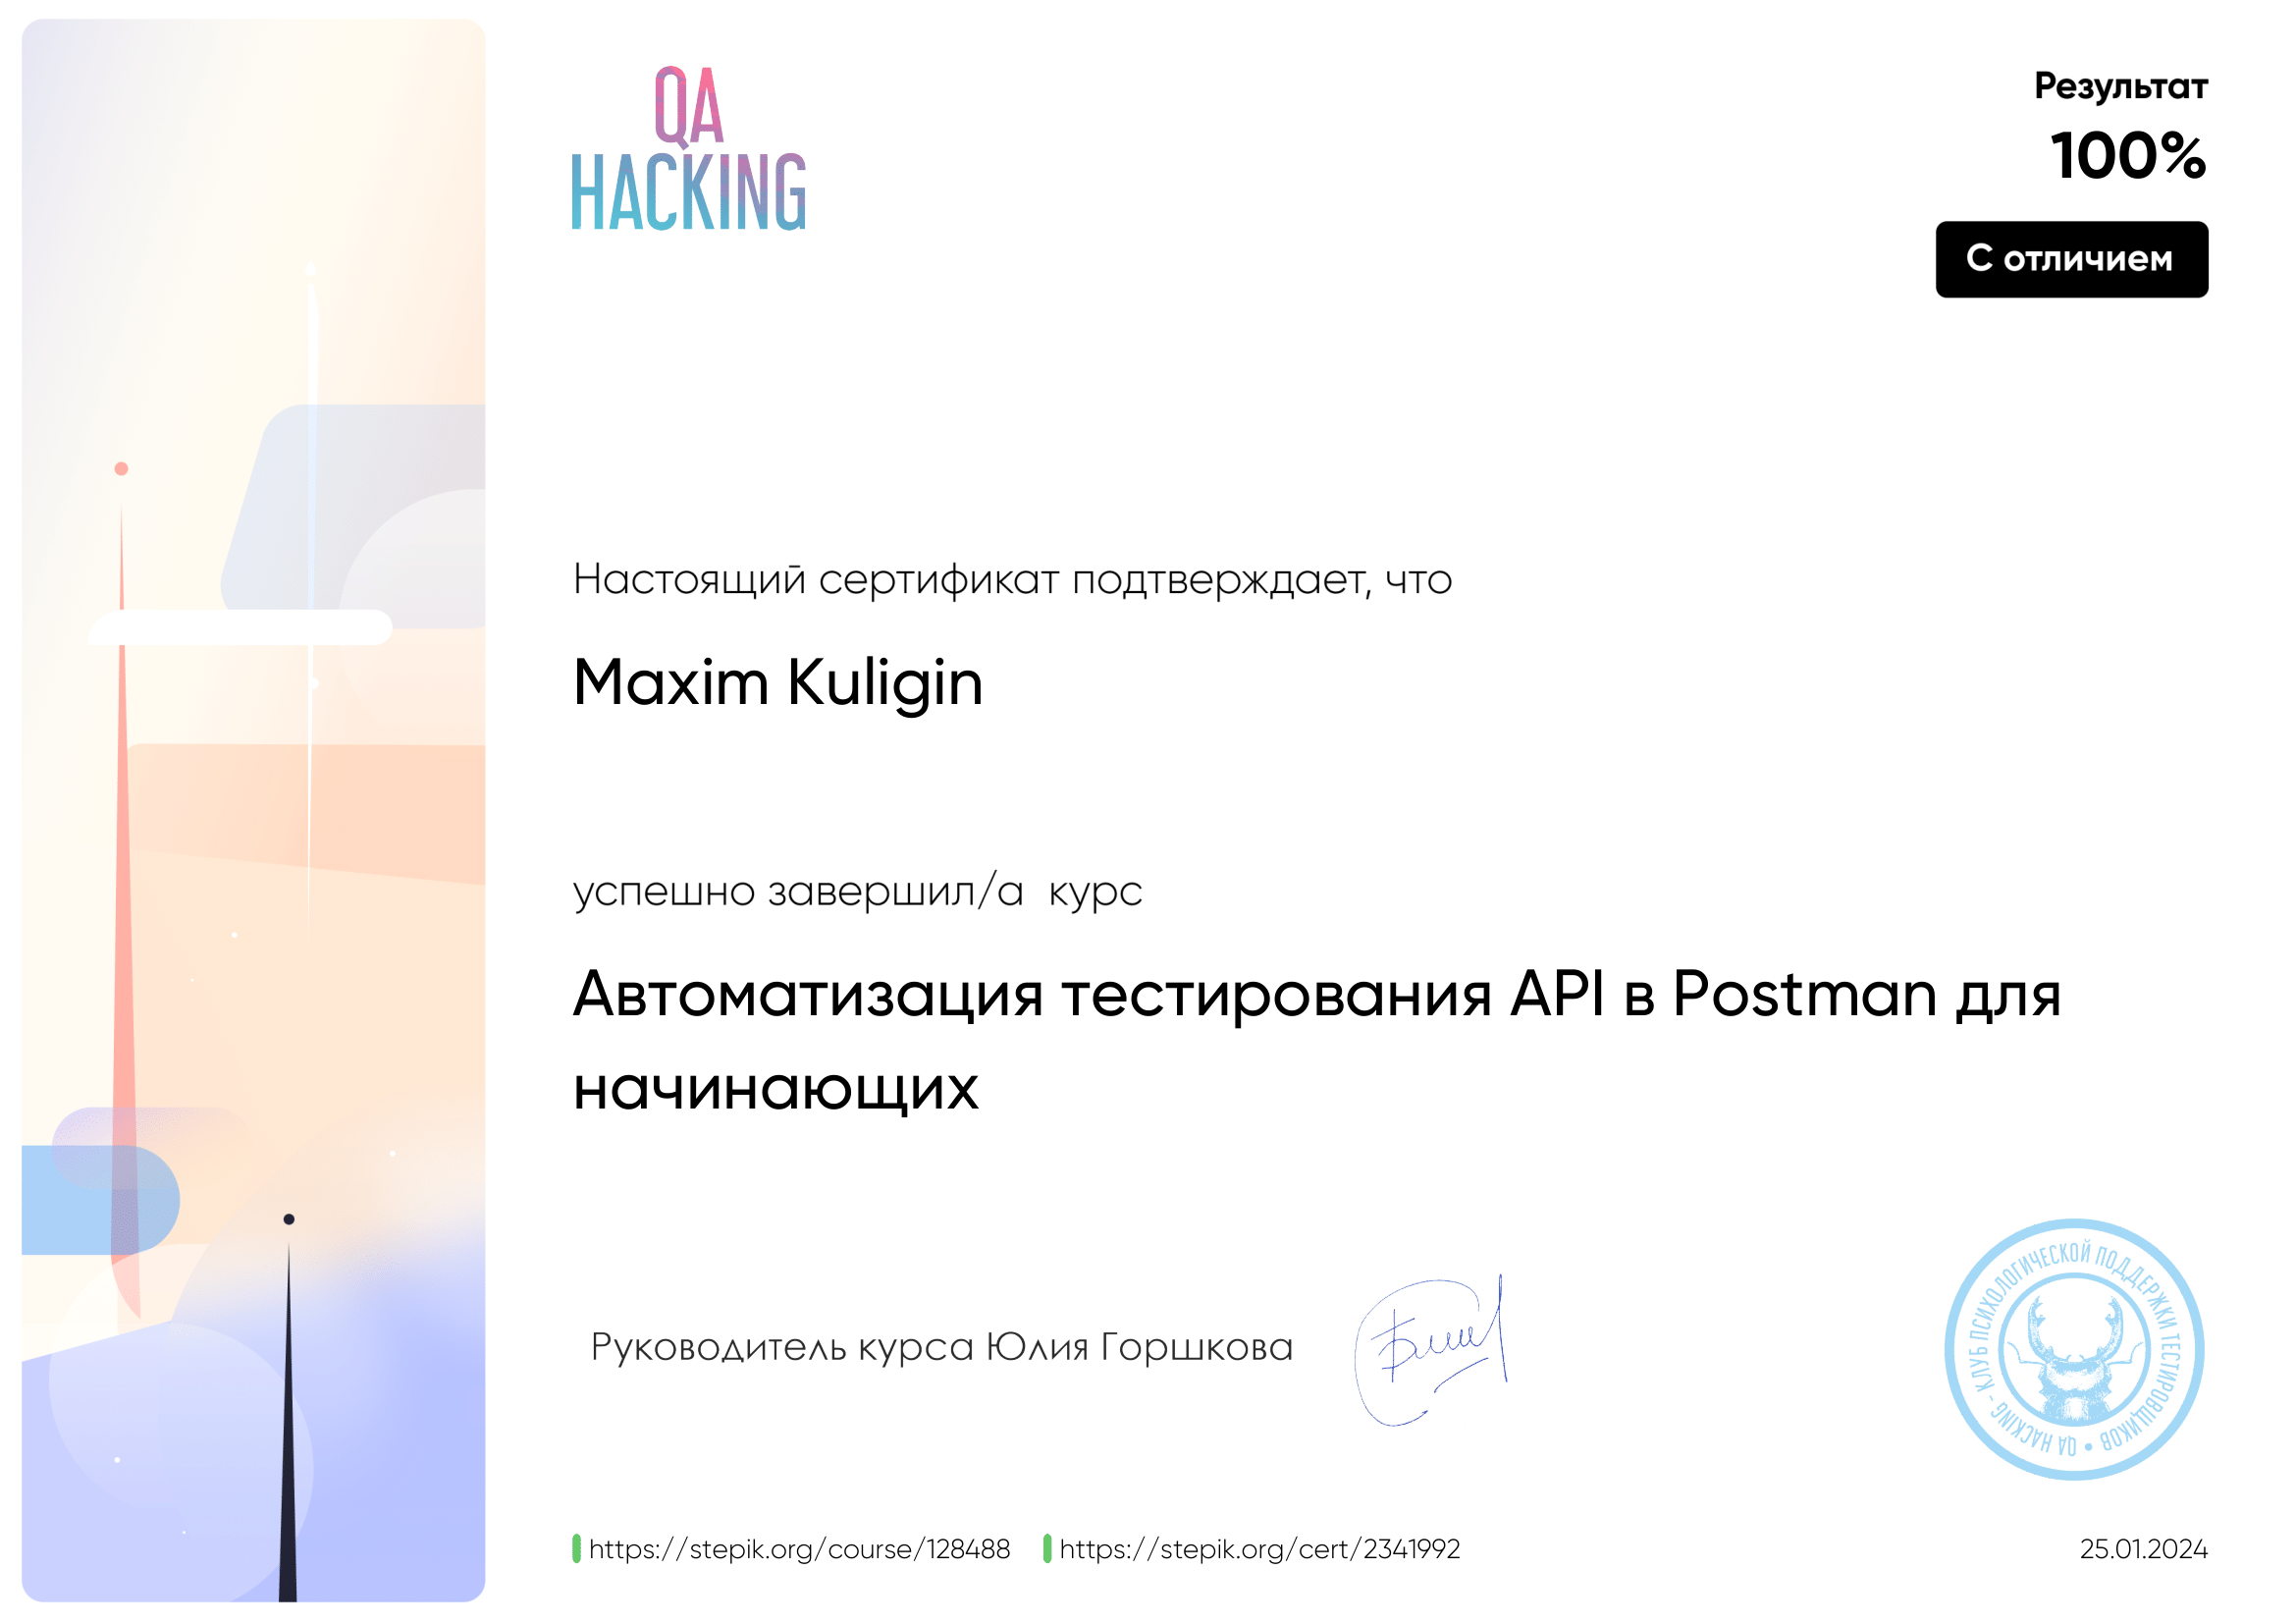 QA
HACKING
Результат
100%
С отличием
Настоящий сертификат подтверждает, что
Maxim Kuligin
успешно завершил/а курс
Автоматизация тестирования API в Postman для
начинающих
Руководитель курса Юлия Горшкова
QA HACKING - КЛУБ ПСИХОЛОГИЧЕСКОЙ ПОДДЕРЖКИ ТЕСТИРОВЩИКОВ •
https://stepik.org/course/128488 https://stepik.org/cert/2341992
25.01.2024